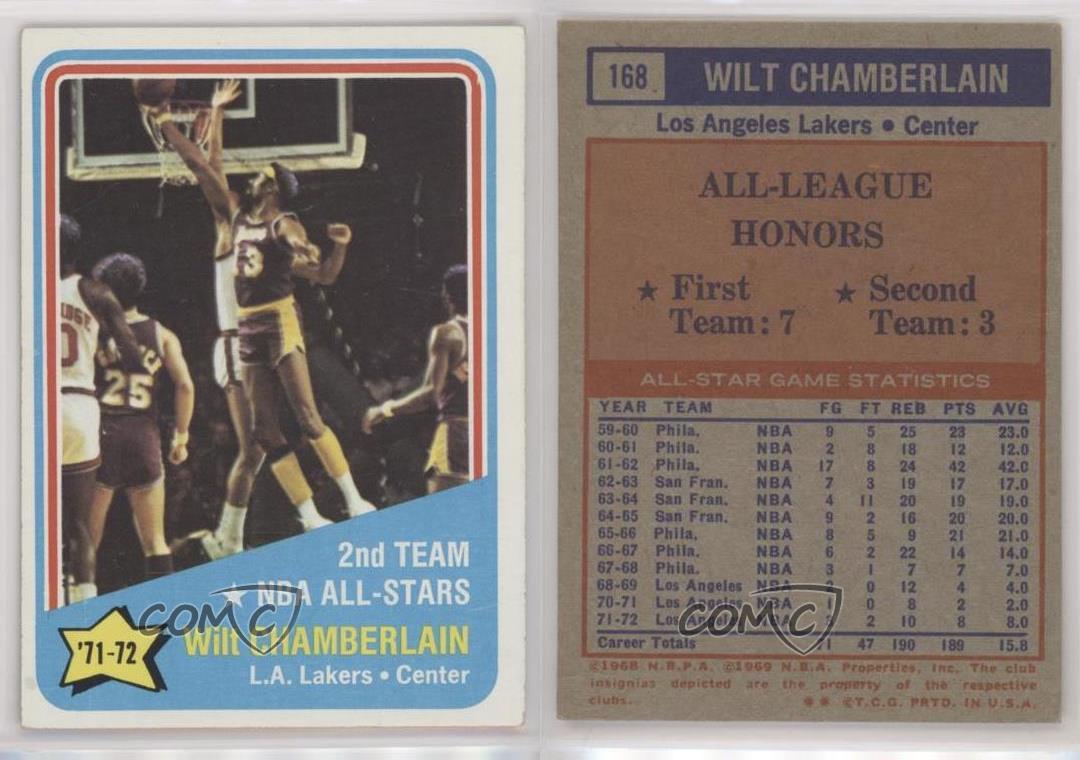 25
2nd TEAM
★ NBA ALL-STARS
'71-72
Wilt CHAMBERLAIN
L.A. Lakers • Center
COMC
168
WILT CHAMBERLAIN
Los Angeles Lakers • Center
ALL-LEAGUE
HONORS
★ First Team: 7
★ Second Team: 3
ALL-STAR GAME STATISTICS
YEAR TEAM FG FT REB PTS AVG
59-60 Phila. NBA 9 5 25 23 23.0
60-61 Phila. NBA 2 8 18 12 12.0
61-62 Phila. NBA 17 8 24 42 42.0
62-63 San Fran. NBA 7 3 19 17 17.0
63-64 San Fran. NBA 4 11 20 19 19.0
64-65 San Fran. NBA 9 2 16 20 20.0
65-66 Phila. NBA 8 5 9 21 21.0
66-67 Phila. NBA 6 2 22 14 14.0
67-68 Phila. NBA 3 1 7 7 7.0
68-69 Los Angeles NBA 0 12 4 4.0
70-71 Los Angeles NBA 0 8 2 2.0
71-72 Los Angeles NBA 2 10 8 8.0
Career Totals 71 47 190 189 15.8
COMC
©1968 N.B.P.A. ©1969 N.B.A. Properties, Inc. The club
insignias depicted are the property of the respective
clubs. ** ©T.C.G. PRTD. IN U.S.A.